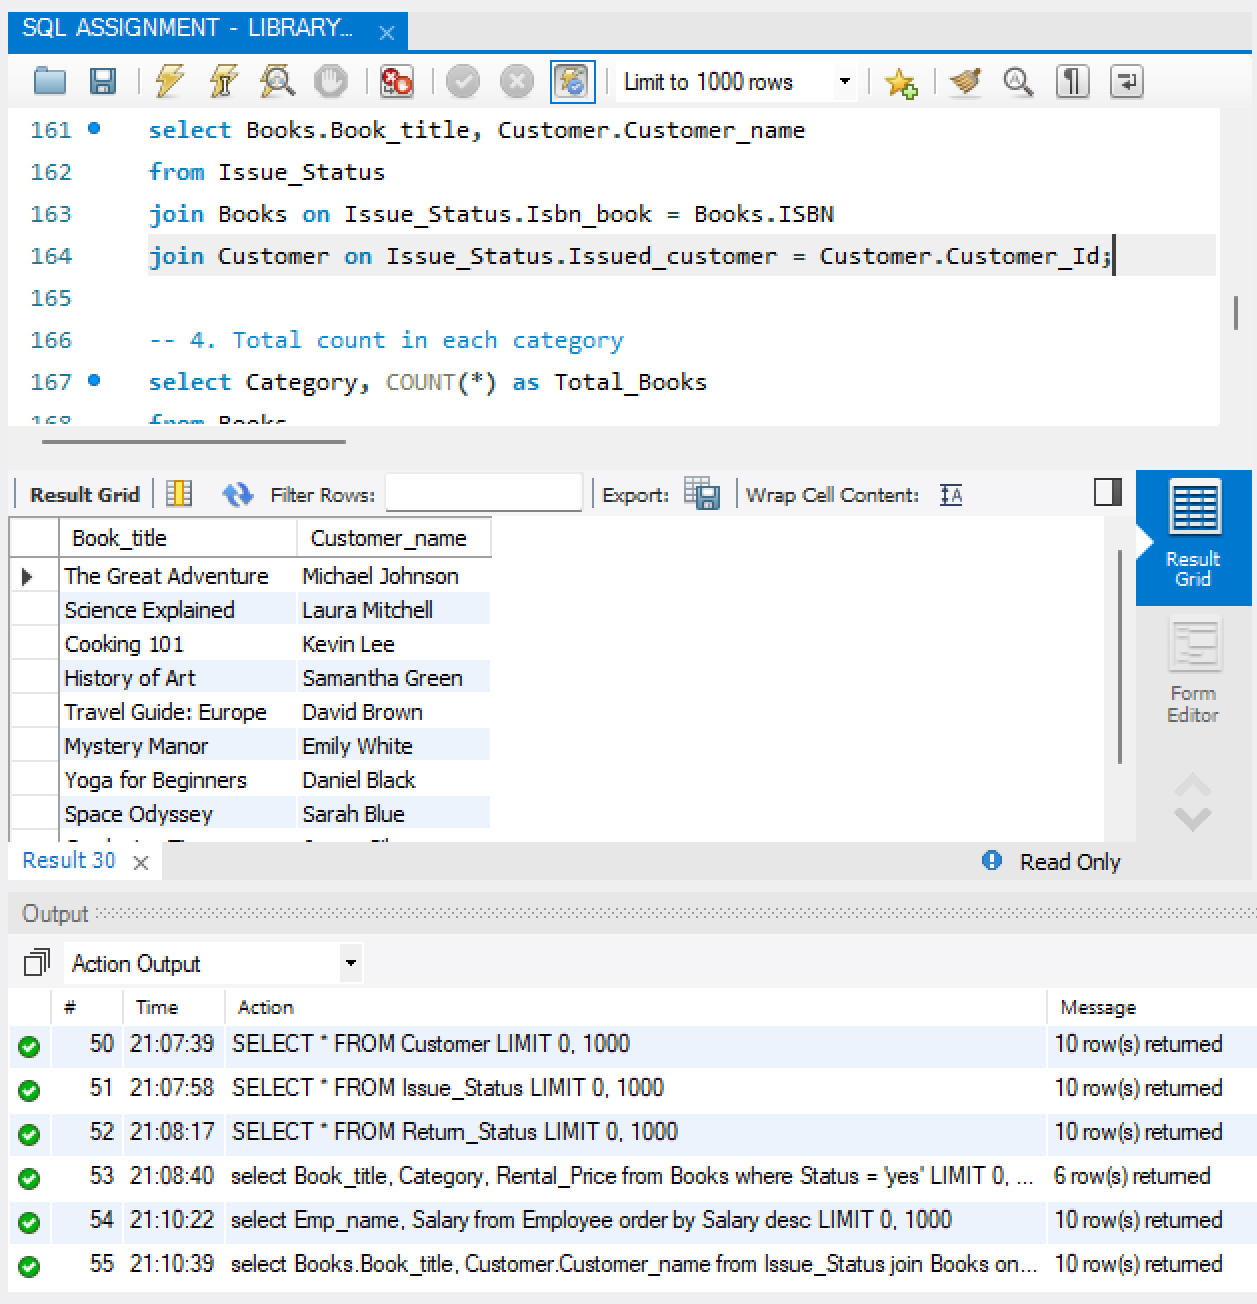 SQL ASSIGNMENT - LIBRARY...
Limit to 1000 rows
161 select Books.Book_title, Customer.Customer_name
162 from Issue_Status
163 join Books on Issue_Status.Isbn_book = Books.ISBN
164 join Customer on Issue_Status.Issued_customer = Customer.Customer_Id;
165
166 -- 4. Total count in each category
167 select Category, COUNT(*) as Total_Books
168 from Books
Result Grid Filter Rows: Export: Wrap Cell Content:
Book_title Customer_name
The Great Adventure Michael Johnson
Science Explained Laura Mitchell
Cooking 101 Kevin Lee
History of Art Samantha Green
Travel Guide: Europe David Brown
Mystery Manor Emily White
Yoga for Beginners Daniel Black
Space Odyssey Sarah Blue
Result
Grid
Form
Editor
Result 30 Read Only
Output
Action Output
# Time Action Message
50 21:07:39 SELECT * FROM Customer LIMIT 0, 1000 10 row(s) returned
51 21:07:58 SELECT * FROM Issue_Status LIMIT 0, 1000 10 row(s) returned
52 21:08:17 SELECT * FROM Return_Status LIMIT 0, 1000 10 row(s) returned
53 21:08:40 select Book_title, Category, Rental_Price from Books where Status = 'yes' LIMIT 0, ... 6 row(s) returned
54 21:10:22 select Emp_name, Salary from Employee order by Salary desc LIMIT 0, 1000 10 row(s) returned
55 21:10:39 select Books.Book_title, Customer.Customer_name from Issue_Status join Books on... 10 row(s) returned